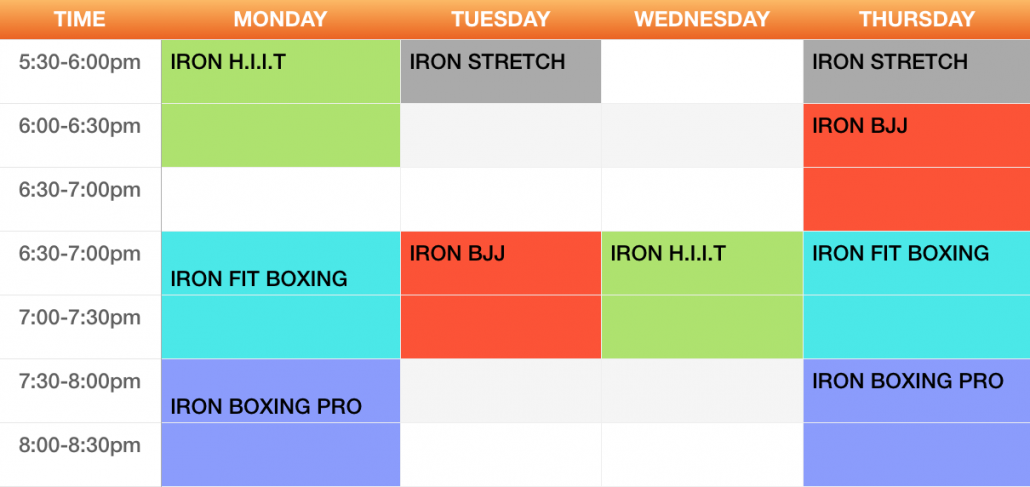 TIME MONDAY TUESDAY WEDNESDAY THURSDAY
5:30-6:00pm IRON H.I.I.T IRON STRETCH IRON STRETCH
6:00-6:30pm IRON BJJ
6:30-7:00pm
6:30-7:00pm IRON FIT BOXING IRON BJJ IRON H.I.I.T IRON FIT BOXING
7:00-7:30pm
7:30-8:00pm IRON BOXING PRO IRON BOXING PRO
8:00-8:30pm